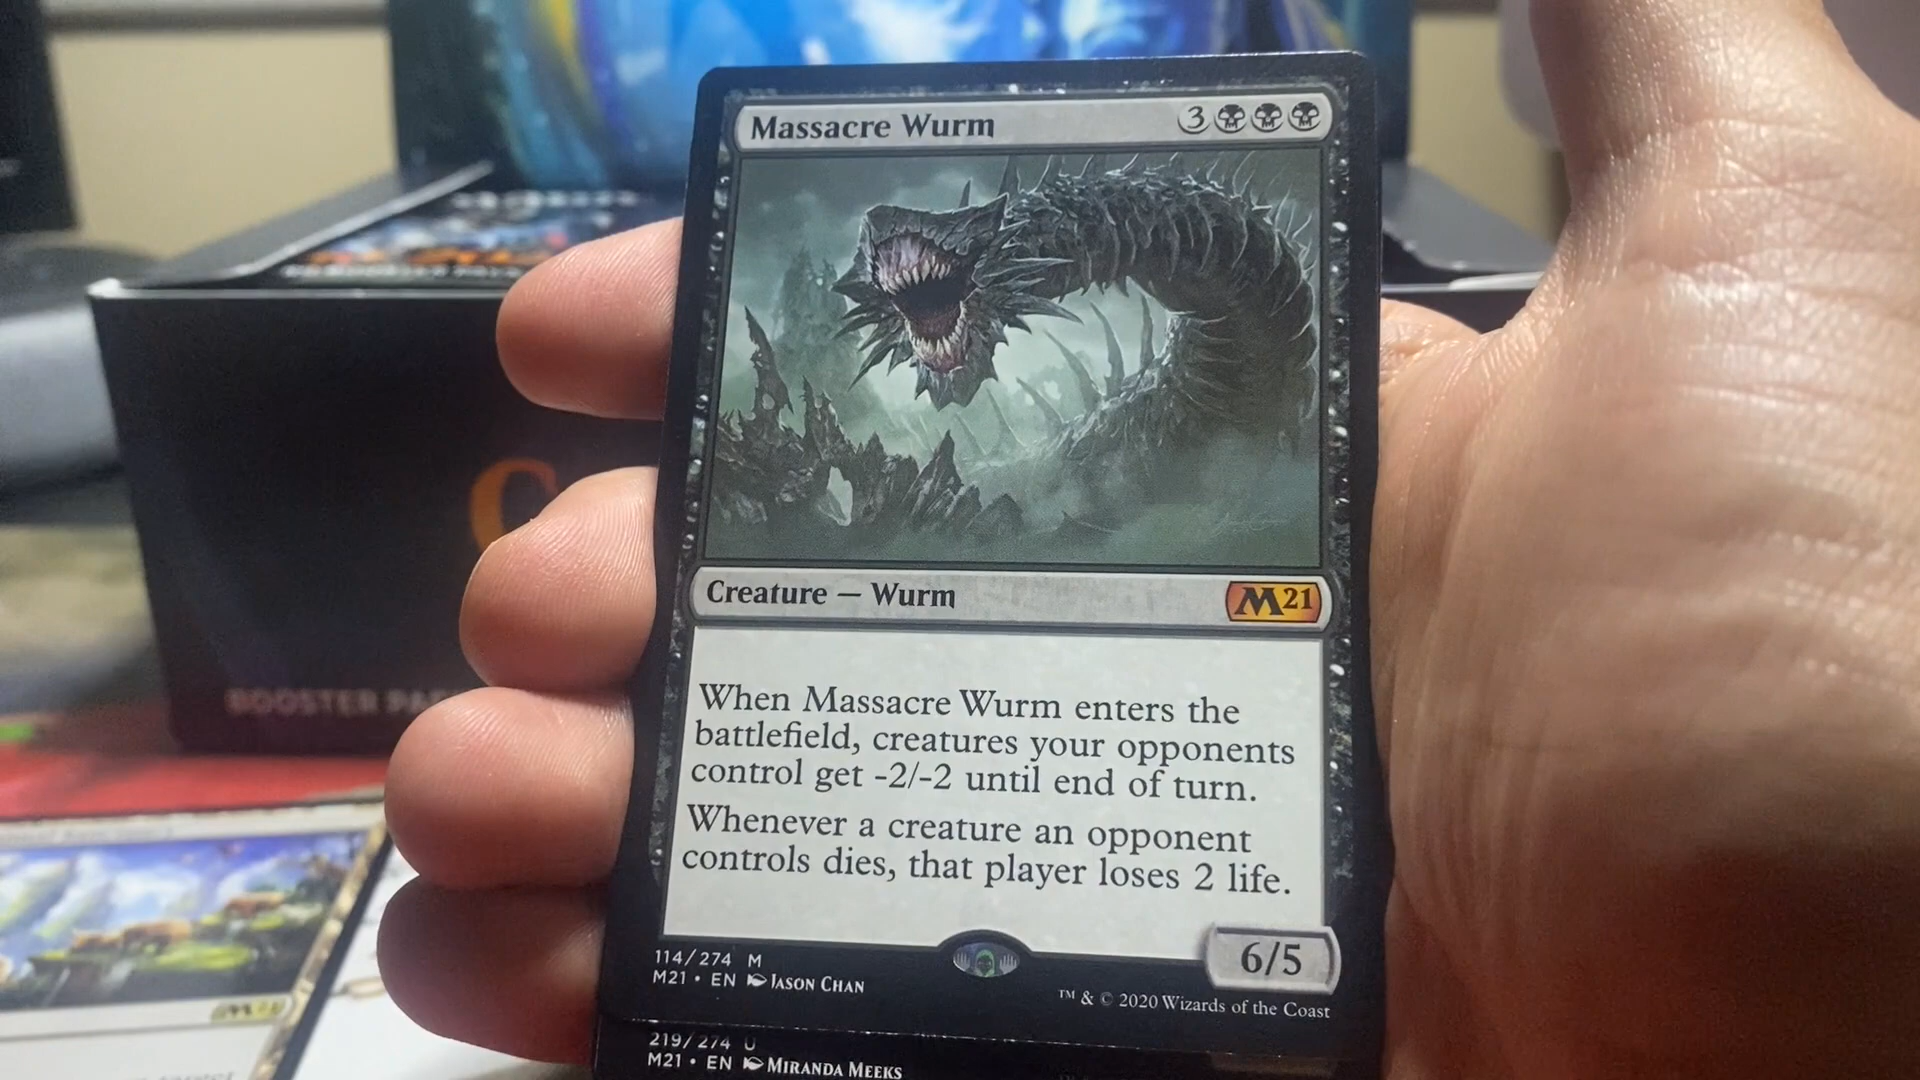 Massacre Wurm 3
Creature — Wurm
M21
When Massacre Wurm enters the
battlefield, creatures your opponents
control get -2/-2 until end of turn.
Whenever a creature an opponent
controls dies, that player loses 2 life.
6/5
114/274 M
M21 • EN JASON CHAN
™ & © 2020 Wizards of the Coast
219/274 U
M21 • EN MIRANDA MEEKS
BOOSTER PA